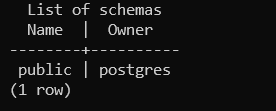 List of schemas
Name | Owner
--------+----------
public | postgres
(1 row)